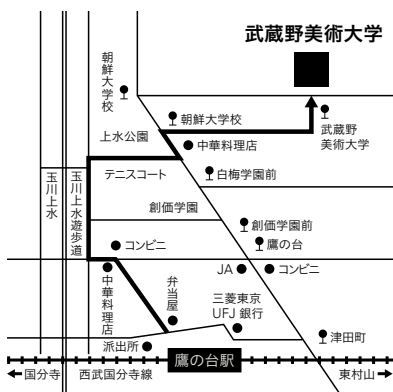 武蔵野美術大学
朝鮮大学校
朝鮮大学校
武蔵野
美術大学
上水公園
中華料理店
テニスコート
白梅学園前
玉川上水
玉川上水遊歩道
創価学園
創価学園前
鷹の台
コンビニ
JA
コンビニ
中華料理店
弁当屋
三菱東京
UFJ 銀行
津田町
派出所
鷹の台駅
国分寺
西武国分寺線
東村山